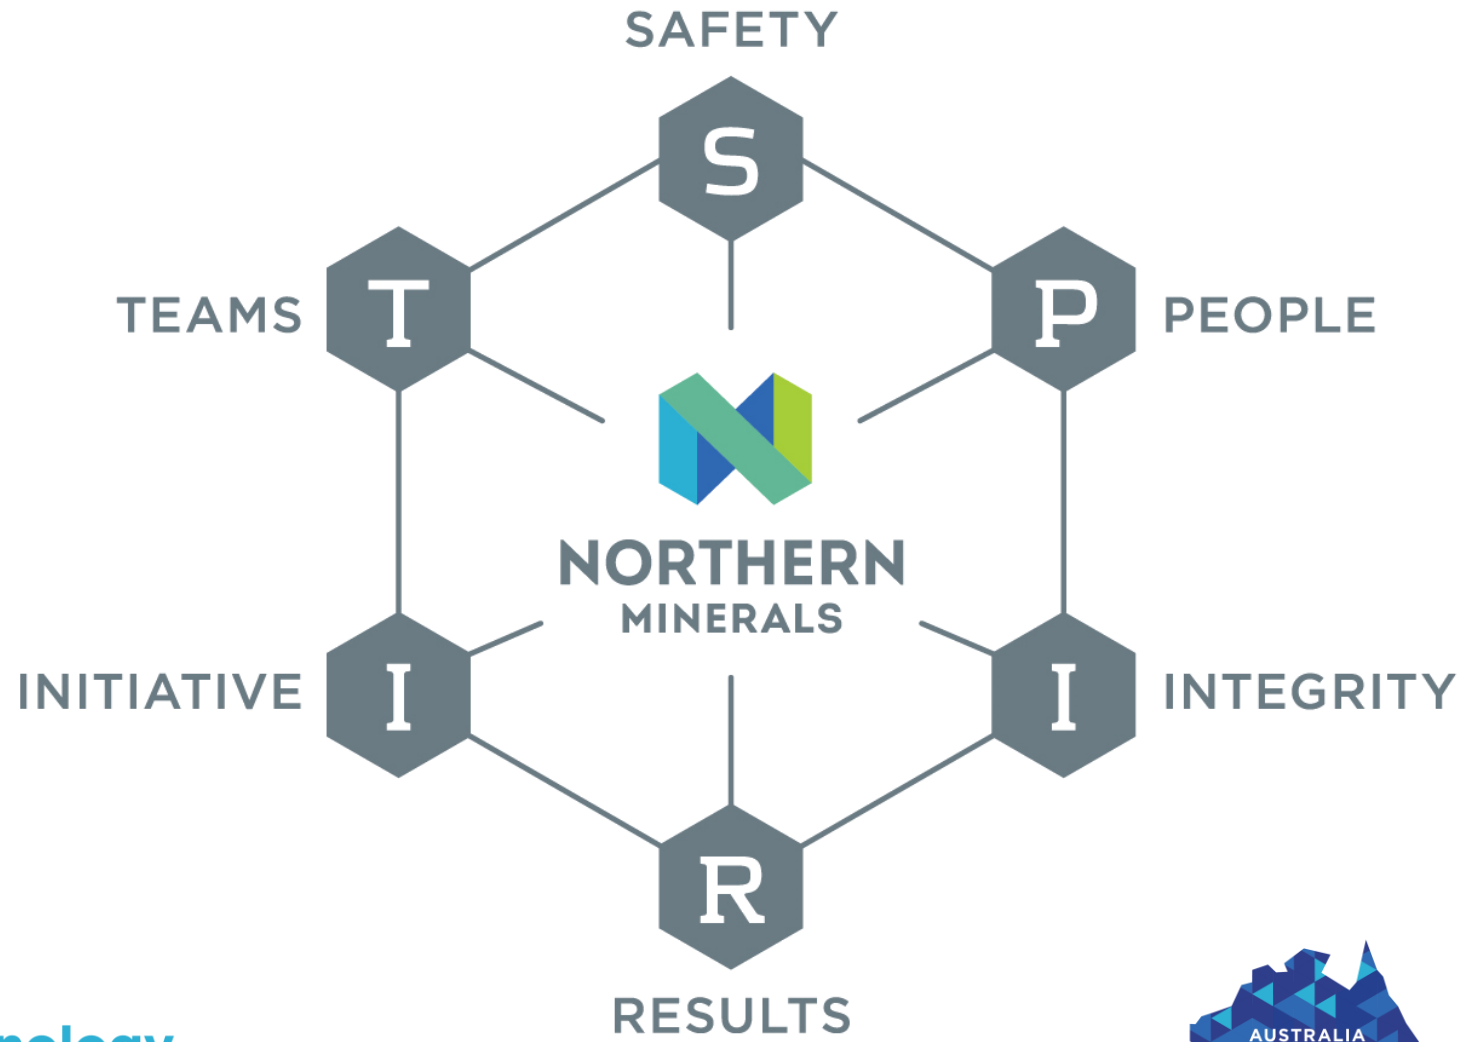 SAFETY
S
TEAMS
T
P
PEOPLE
NORTHERN
MINERALS
INITIATIVE
I
I
INTEGRITY
R
RESULTS
AUSTRALIA